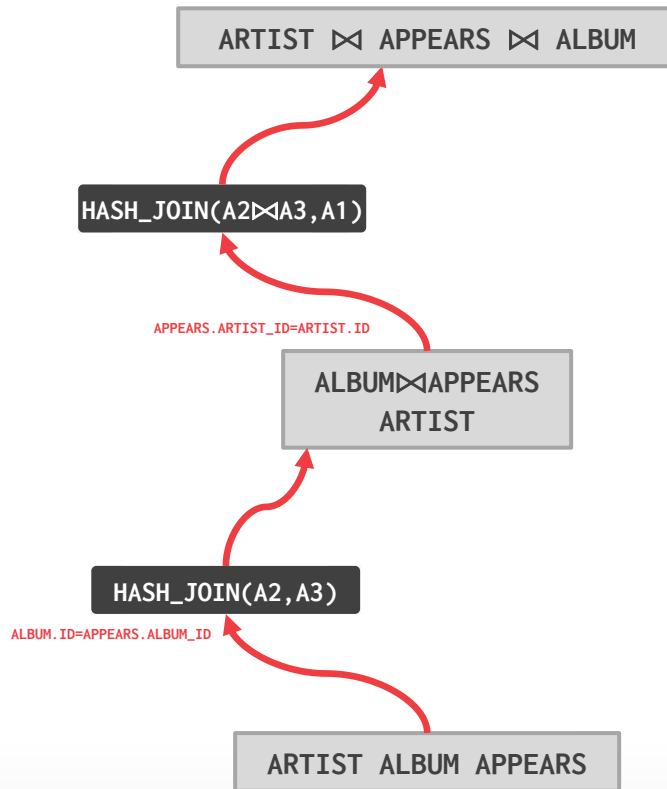 ARTIST ⋈ APPEARS ⋈ ALBUM
HASH_JOIN(A2⋈A3,A1)
APPEARS.ARTIST_ID=ARTIST.ID
ALBUM⋈APPEARS
ARTIST
HASH_JOIN(A2,A3)
ALBUM.ID=APPEARS.ALBUM_ID
ARTIST ALBUM APPEARS